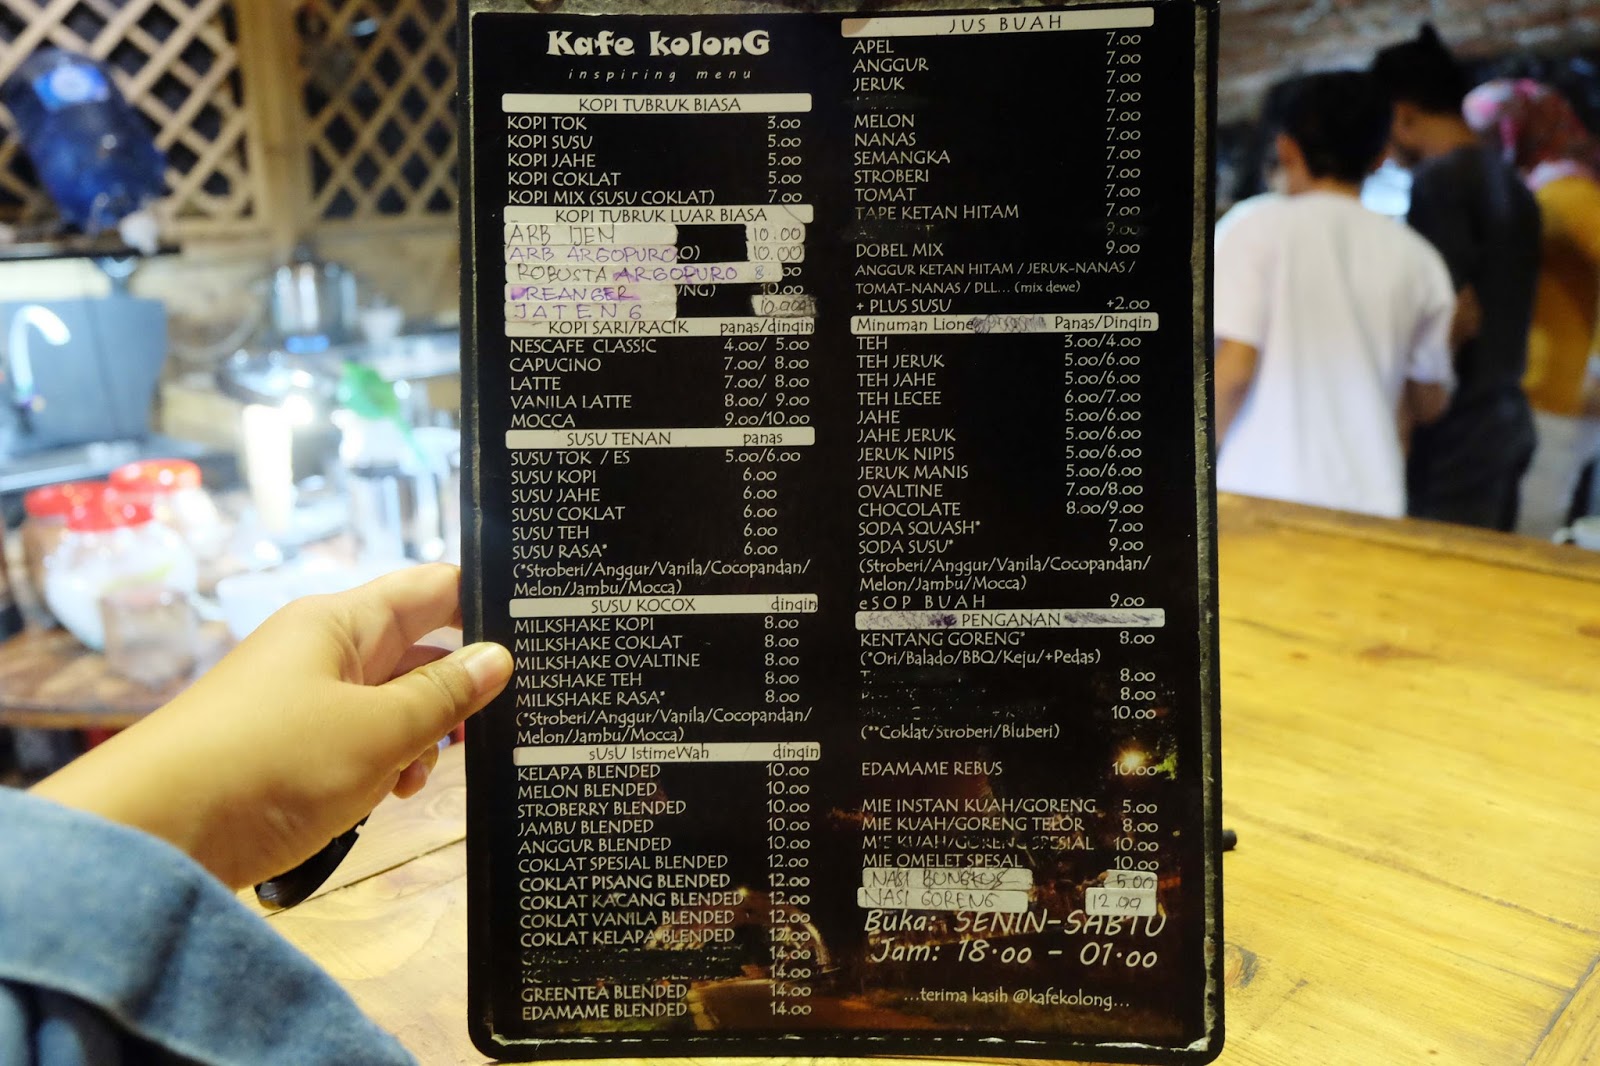 Kafe kolonG
inspiring menu
KOPI TUBRUK BIASA
KOPI TOK 3.00
KOPI SUSU 5.00
KOPI JAHE 5.00
KOPI COKLAT 5.00
KOPI MIX (SUSU COKLAT) 7.00
KOPI TUBRUK LUAR BIASA
ARB IJEN 10.00
ARB ARGOPURO 10.00
ROBUSTA ARGOPURO 8
PREANGER 10.00
JATENG
KOPI SARI/RACIK panas/dingin
NESCAFE CLASSIC 4.00/ 5.00
CAPUCINO 7.00/ 8.00
LATTE 7.00/ 8.00
VANILA LATTE 8.00/ 9.00
MOCCA 9.00/10.00
SUSU TENAN panas
SUSU TOK / ES 5.00/6.00
SUSU KOPI 6.00
SUSU JAHE 6.00
SUSU COKLAT 6.00
SUSU TEH 6.00
SUSU RASA* 6.00
(*Stroberi/Anggur/Vanila/Cocopandan/
Melon/Jambu/Mocca)
SUSU KOCOX dingin
MILKSHAKE KOPI 8.00
MILKSHAKE COKLAT 8.00
MILKSHAKE OVALTINE 8.00
MLKSHAKE TEH 8.00
MILKSHAKE RASA* 8.00
(*Stroberi/Anggur/Vanila/Cocopandan/
Melon/Jambu/Mocca)
sUsU IstimeWah dingin
KELAPA BLENDED 10.00
MELON BLENDED 10.00
STROBERRY BLENDED 10.00
JAMBU BLENDED 10.00
ANGGUR BLENDED 10.00
COKLAT SPESIAL BLENDED 12.00
COKLAT PISANG BLENDED 12.00
COKLAT KACANG BLENDED 12.00
COKLAT VANILA BLENDED 12.00
COKLAT KELAPA BLENDED 12.00
14.00
14.00
GREENTEA BLENDED 14.00
EDAMAME BLENDED 14.00
JUS BUAH
APEL 7.00
ANGGUR 7.00
JERUK 7.00
7.00
MELON 7.00
NANAS 7.00
SEMANGKA 7.00
STROBERI 7.00
TOMAT 7.00
TAPE KETAN HITAM 7.00
9.00
DOBEL MIX 9.00
ANGGUR KETAN HITAM / JERUK-NANAS /
TOMAT-NANAS / DLL... (mix dewe)
+ PLUS SUSU +2.00
Minuman Lione Panas/Dingin
TEH 3.00/4.00
TEH JERUK 5.00/6.00
TEH JAHE 5.00/6.00
TEH LECEE 6.00/7.00
JAHE 5.00/6.00
JAHE JERUK 5.00/6.00
JERUK NIPIS 5.00/6.00
JERUK MANIS 5.00/6.00
OVALTINE 7.00/8.00
CHOCOLATE 8.00/9.00
SODA SQUASH* 7.00
SODA SUSU* 9.00
(Stroberi/Anggur/Vanila/Cocopandan/
Melon/Jambu/Mocca)
eSOP BUAH 9.00
PENGANAN
KENTANG GORENG* 8.00
(*Ori/Balado/BBQ/Keju/+Pedas)
8.00
8.00
10.00
(**Coklat/Stroberi/Bluberi)
EDAMAME REBUS 10.00
MIE INSTAN KUAH/GORENG 5.00
MIE KUAH/GORENG TELOR 8.00
MIE KUAH/GORENG SPESIAL 10.00
MIE OMELET SPESAL 10.00
NASI BUNGKUS 5.00
NASI GORENG 12.00
Buka: SENIN-SABTU
Jam: 18.00 - 01.00
...terima kasih @kafekolong...